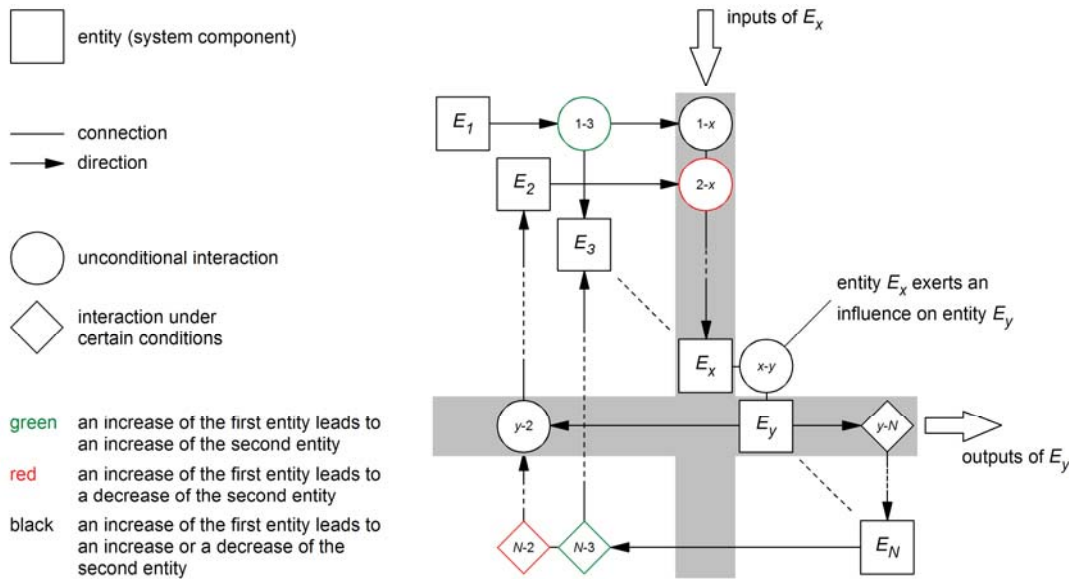 entity (system component)
connection
direction
unconditional interaction
interaction under
certain conditions
green an increase of the first entity leads to
an increase of the second entity
red an increase of the first entity leads to
a decrease of the second entity
black an increase of the first entity leads to
an increase or a decrease of the
second entity
inputs of Ex
E1
1-3
1-x
E2
2-x
E3
entity Ex exerts an
influence on entity Ey
Ex
x-y
y-2
Ey
y-N
outputs of Ey
N-2
N-3
EN